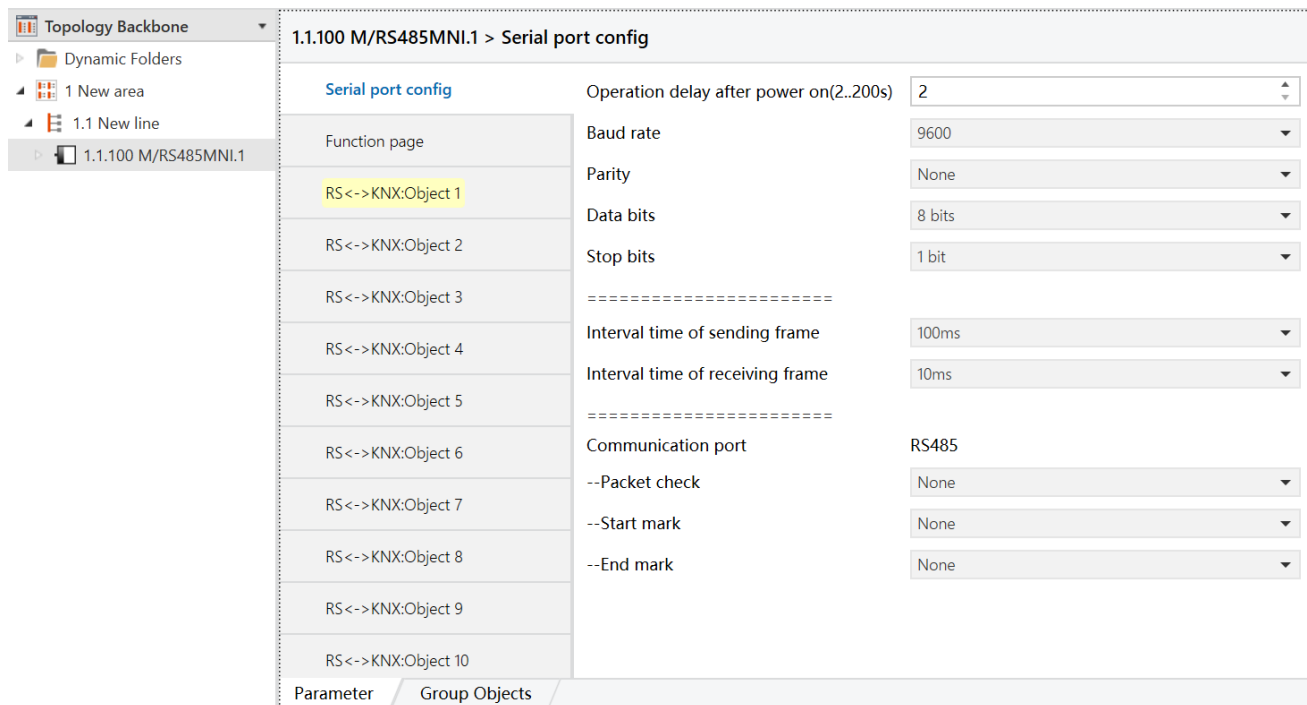 Topology Backbone
Dynamic Folders
1 New area
1.1 New line
1.1.100 M/RS485MNI.1
1.1.100 M/RS485MNI.1 > Serial port config
Serial port config
Function page
RS<->KNX:Object 1
RS<->KNX:Object 2
RS<->KNX:Object 3
RS<->KNX:Object 4
RS<->KNX:Object 5
RS<->KNX:Object 6
RS<->KNX:Object 7
RS<->KNX:Object 8
RS<->KNX:Object 9
RS<->KNX:Object 10
Operation delay after power on(2..200s) 2
Baud rate 9600
Parity None
Data bits 8 bits
Stop bits 1 bit
=======================
Interval time of sending frame 100ms
Interval time of receiving frame 10ms
=======================
Communication port RS485
--Packet check None
--Start mark None
--End mark None
Parameter Group Objects